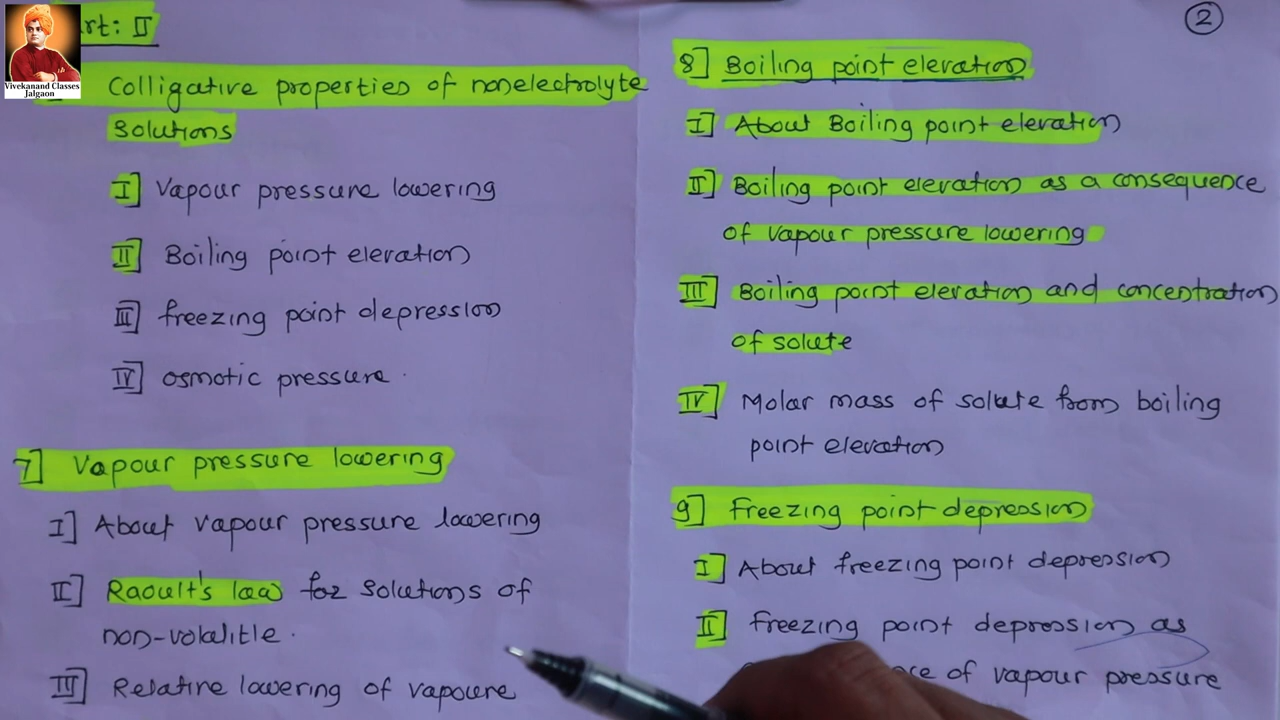 rt: II
Colligative properties of nonelectrolyte
Solutions
I] Vapour pressure lowering
II] Boiling point elevation
III] freezing point depression
IV] osmotic pressure
7] Vapour pressure lowering
I] About vapour pressure lowering
II] Raoult's law for solutions of
non-volalitle.
III] Relative lowering of vapoure
2
8] Boiling point elevation
I] About Boiling point elevation
II] Boiling point elevation as a consequence
of vapour pressure lowering
III] Boiling point elevation and concentration
of solute
IV] Molar mass of solute from boiling
point elevation
9] Freezing point depression
I] About freezing point depression
II] freezing point depression as
of vapour pressure
Vivekanand Classes
Jalgaon